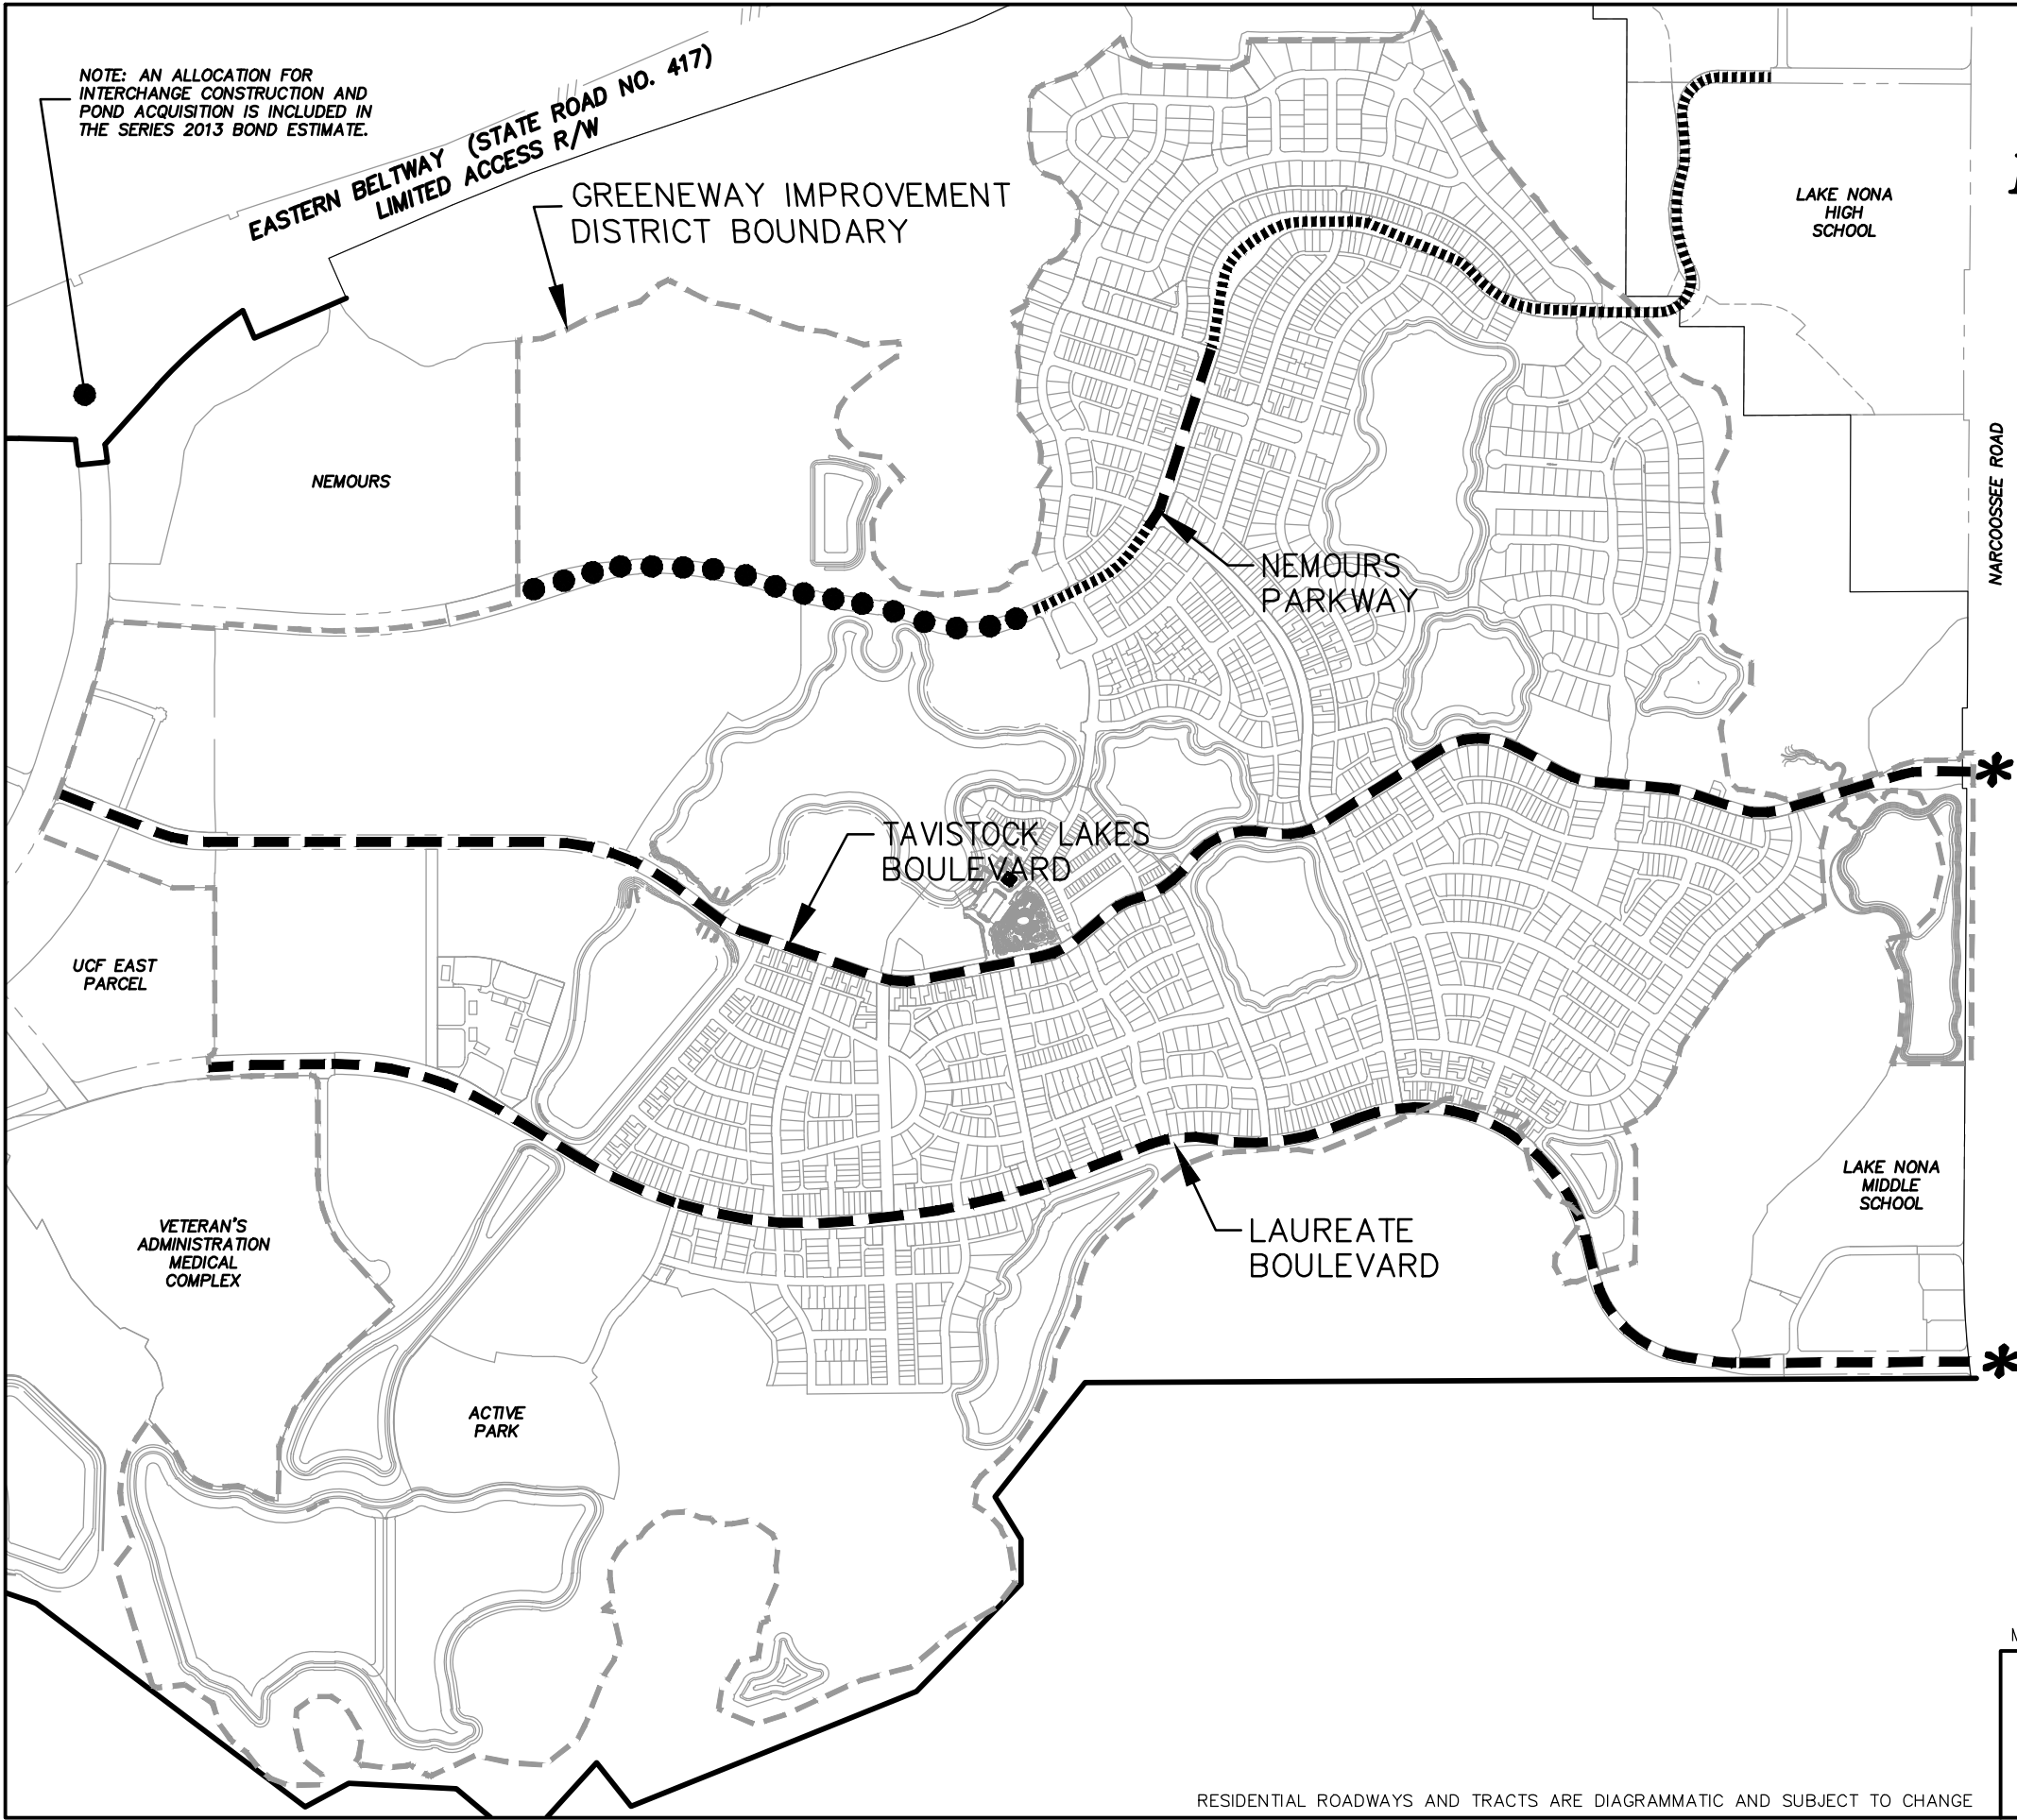 NOTE: AN ALLOCATION FOR
INTERCHANGE CONSTRUCTION AND
POND ACQUISITION IS INCLUDED IN
THE SERIES 2013 BOND ESTIMATE.
EASTERN BELTWAY (STATE ROAD NO. 417)
LIMITED ACCESS R/W
GREENEWAY IMPROVEMENT
DISTRICT BOUNDARY
LAKE NONA
HIGH
SCHOOL
NARCOOSSEE ROAD
NEMOURS
NEMOURS
PARKWAY
TAVISTOCK LAKES
BOULEVARD
*
UCF EAST
PARCEL
LAKE NONA
MIDDLE
SCHOOL
VETERAN'S
ADMINISTRATION
MEDICAL
COMPLEX
LAUREATE
BOULEVARD
*
ACTIVE
PARK
RESIDENTIAL ROADWAYS AND TRACTS ARE DIAGRAMMATIC AND SUBJECT TO CHANGE